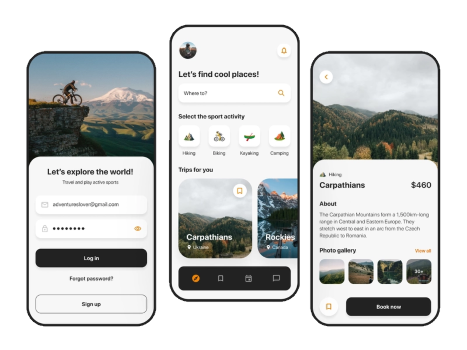 Let's explore the world!
Travel and play active sports
adventureslover@gmail.com
Log in
Forgot password?
Sign up
Let's find cool places!
Where to?
Select the sport activity
Hiking
Biking
Kayaking
Camping
Trips for you
Carpathians
Ukraine
Rockies
Canada
Hiking
Carpathians
$460
About
The Carpathian Mountains form a 1,500km-long
range in Central and Eastern Europe. They
stretch west to east in an arc from the Czech
Republic to Romania
Photo gallery
View all
30+
Book now